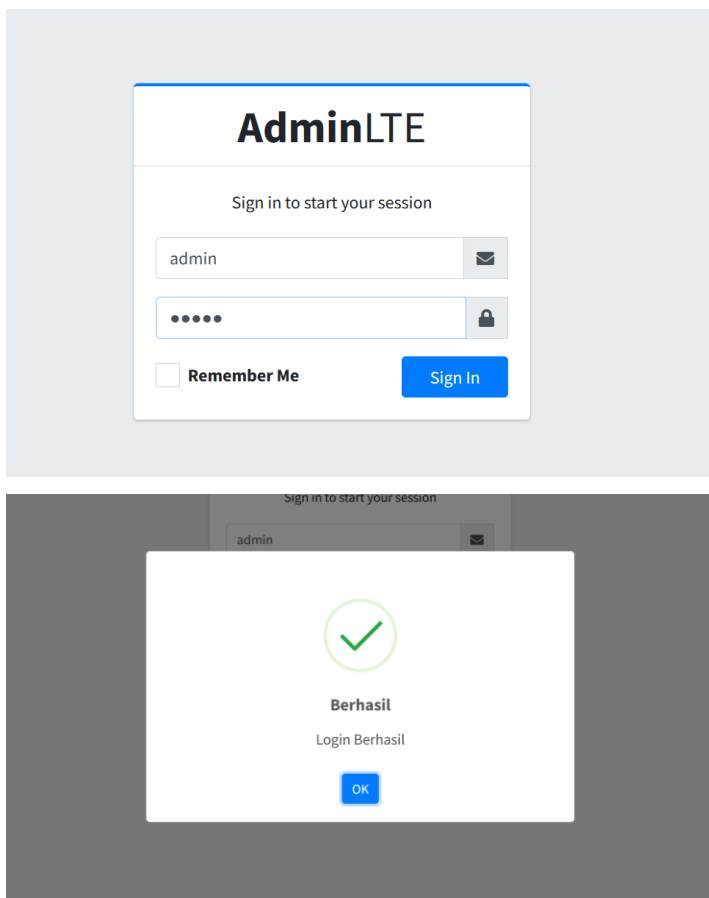 AdminLTE
Sign in to start your session
admin
•••••
Remember Me
Sign In
Sign in to start your session
admin
Berhasil
Login Berhasil
OK